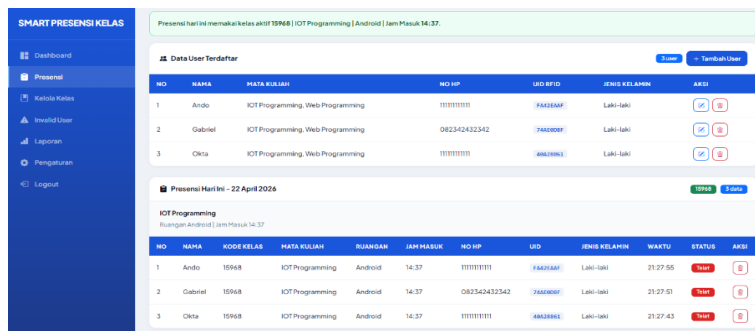 SMART PRESENSI KELAS
Dashboard
Presensi
Kelola Kelas
Invalid User
Laporan
Pengaturan
Logout
Presensi hari ini memakai kelas aktif 15968 | IOT Programming | Android | Jam Masuk 14:37.
Data User Terdaftar
3 user
+ Tambah User
NO NAMA MATA KULIAH NO HP UID RFID JENIS KELAMIN AKSI
1 Ando IOT Programming, Web Programming 111111111111 Laki-laki
2 Gabriel IOT Programming, Web Programming 082342432342 Laki-laki
3 Okta IOT Programming, Web Programming 111111111111 Laki-laki
Presensi Hari Ini - 22 April 2026
15968 3 data
IOT Programming
Ruangan Android | Jam Masuk 14:37
NO NAMA KODE KELAS MATA KULIAH RUANGAN JAM MASUK NO HP UID JENIS KELAMIN WAKTU STATUS AKSI
1 Ando 15968 IOT Programming Android 14:37 111111111111 Laki-laki 21:27:55 Telat
2 Gabriel 15968 IOT Programming Android 14:37 082342432342 Laki-laki 21:27:51 Telat
3 Okta 15968 IOT Programming Android 14:37 111111111111 Laki-laki 21:27:43 Telat